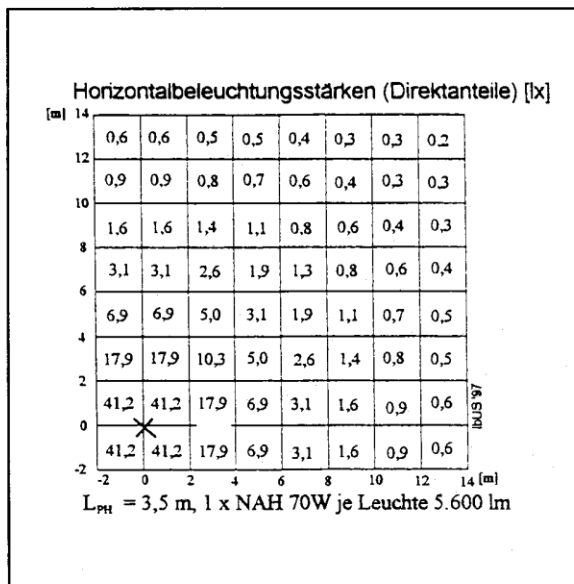 Horizontalbeleuchtungsstärken (Direktanteile) [lx]
[m] 14
0,6 0,6 0,5 0,5 0,4 0,3 0,3 0,2
12
0,9 0,9 0,8 0,7 0,6 0,4 0,3 0,3
10
1,6 1,6 1,4 1,1 0,8 0,6 0,4 0,3
8
3,1 3,1 2,6 1,9 1,3 0,8 0,6 0,4
6
6,9 6,9 5,0 3,1 1,9 1,1 0,7 0,5
4
17,9 17,9 10,3 5,0 2,6 1,4 0,8 0,5
2
41,2 41,2 17,9 6,9 3,1 1,6 0,9 0,6
0
41,2 41,2 17,9 6,9 3,1 1,6 0,9 0,6
-2
-2 0 2 4 6 8 10 12 14 [m]
IbUS '97
L_PH = 3,5 m, 1 x NAH 70W je Leuchte 5.600 lm